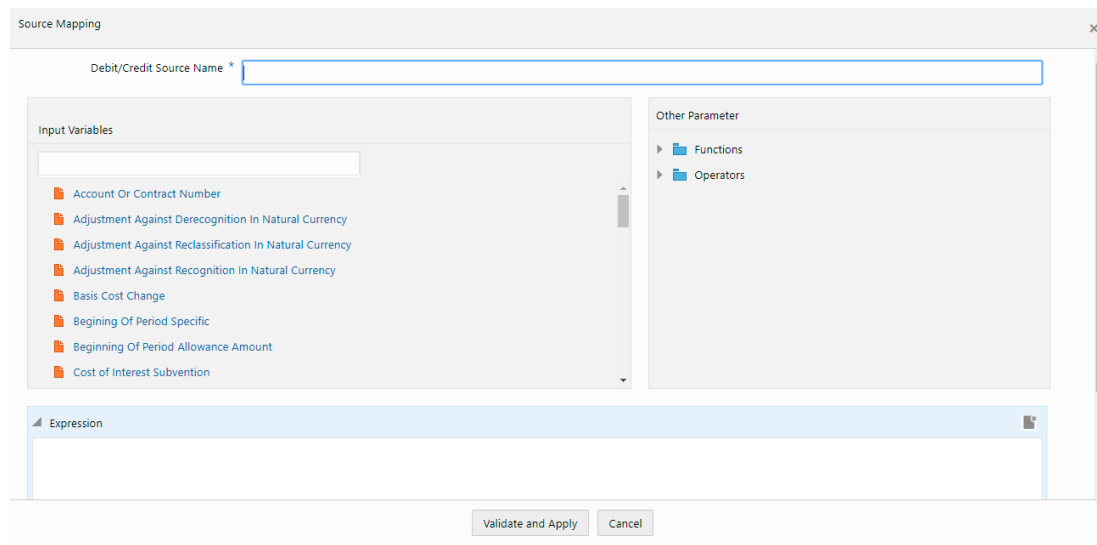 Source Mapping
Debit/Credit Source Name *
Input Variables
Account Or Contract Number
Adjustment Against Derecognition In Natural Currency
Adjustment Against Reclassification In Natural Currency
Adjustment Against Recognition In Natural Currency
Basis Cost Change
Begining Of Period Specific
Beginning Of Period Allowance Amount
Cost of Interest Subvention
Other Parameter
Functions
Operators
Expression
Validate and Apply Cancel